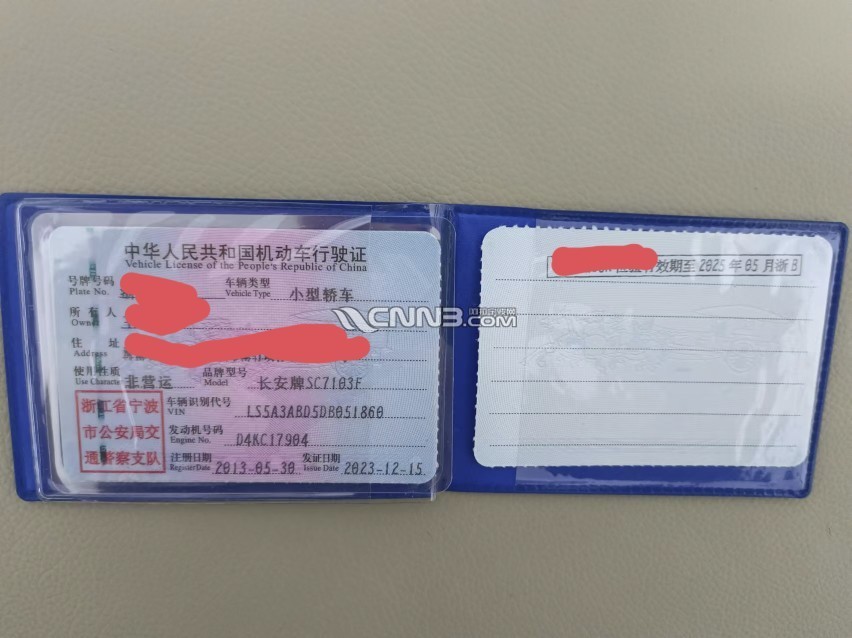 中华人民共和国机动车行驶证
Vehicle License of the People's Republic of China
号牌号码
Plate No.
车辆类型 小型轿车
Vehicle Type
所有人
Owner
住址
Address
使用性质 非营运
Use Character
品牌型号 长安牌SC7103F
Model
浙江省宁波
市公安局交
通警察支队
车辆识别代号 LS5A3ABD5DB051860
VIN
发动机号码 D4KC17904
Engine No.
注册日期 2013-05-30
Register Date
发证日期 2023-12-15
Issue Date
效期至2025年05月浙B
CNN3.COM